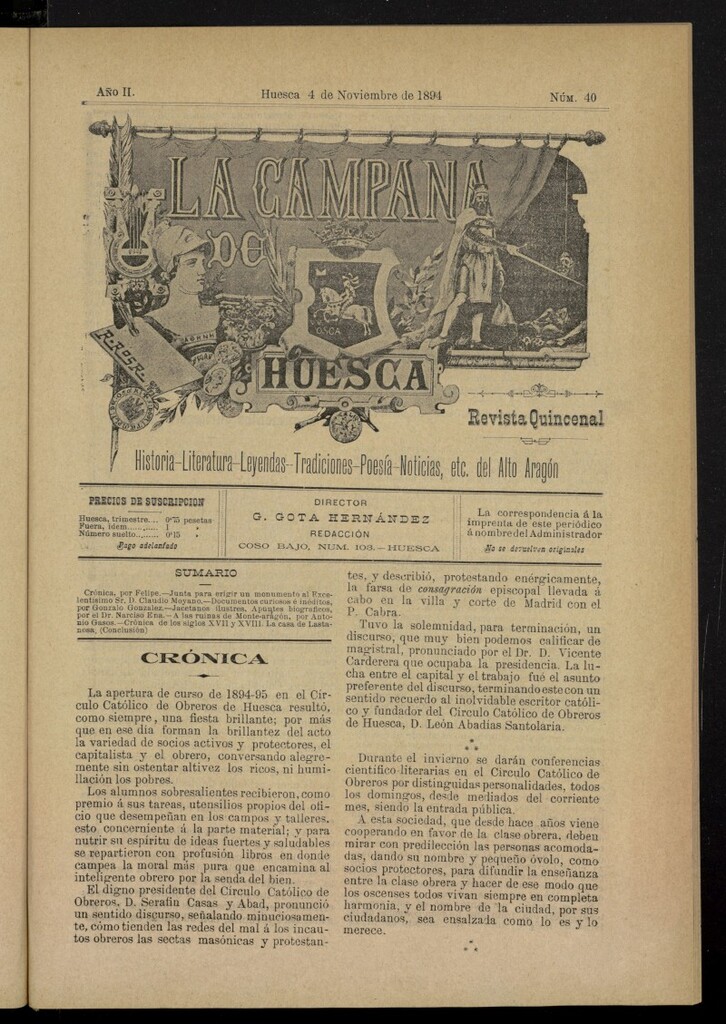 AÑO II.
Huesca 4 de Noviembre de 1894
NÚM. 40
LA CAMPANA
DE
OSCA
HUESCA
Revista Quincenal
Historia-Literatura-Leyendas-Tradiciones-Poesía-Noticias, etc. del Alto Aragón
PRECIOS DE SUSCRIPCION
Huesca, trimestre... 0'75 pesetas
Fuera, idem........ 1 »
Número suelto...... 0'15 »
Pago adelantado
DIRECTOR
G. GOTA HERNÁNDEZ
REDACCIÓN
COSO BAJO, NUM. 103.—HUESCA
La correspondencia á la
imprenta de este periódico
á nombre del Administrador
No se devuelven originales
SUMARIO
Crónica, por Felipe.—Junta para erigir un monumento al Exce-
lentísimo Sr. D. Claudio Moyano.—Documentos curiosos é inéditos,
por Gonzalo Gonzalez.—Jacetanos ilustres. Apuntes biograficos,
por el Dr. Narciso Ena.—A las ruinas de Monte-aragón, por Anto-
nio Gasos.—Crónica de los siglos XVII y XVIII. La casa de Lasta-
nosa, (Conclusión)
CRÓNICA
La apertura de curso de 1894-95 en el Cír-
culo Católico de Obreros de Huesca resultó,
como siempre, una fiesta brillante; por más
que en ese dia forman la brillantez del acto
la variedad de socios activos y protectores, el
capitalista y el obrero, conversando alegre-
mente sin ostentar altivez los ricos, ni humi-
llación los pobres.
Los alumnos sobresalientes recibieron, como
premio á sus tareas, utensilios propios del ofi-
cio que desempeñan en los campos y talleres.
esto concerniente á la parte material; y para
nutrir su espíritu de ideas fuertes y saludables
se repartieron con profusión libros en donde
campea la moral más pura que encamina al
inteligente obrero por la senda del bien.
El digno presidente del Círculo Católico de
Obreros, D. Serafín Casas y Abad, pronunció
un sentido discurso, señalando minuciosamen-
te, cómo tienden las redes del mal á los incau-
tos obreros las sectas masónicas y protestan-
tes, y describió, protestando enérgicamente,
la farsa de consagración episcopal llevada á
cabo en la villa y corte de Madrid con el
P. Cabra.
Tuvo la solemnidad, para terminación, un
discurso, que muy bien podemos calificar de
magistral, pronunciado por el Dr. D. Vicente
Carderera que ocupaba la presidencia. La lu-
cha entre el capital y el trabajo fué el asunto
preferente del discurso, terminando este con un
sentido recuerdo al inolvidable escritor católi-
co y fundador del Círculo Católico de Obreros
de Huesca, D. León Abadías Santolaria.
Durante el invierno se darán conferencias
científico-literarias en el Círculo Católico de
Obreros por distinguidas personalidades, todos
los domingos, desde mediados del corriente
mes, siendo la entrada pública.
A esta sociedad, que desde hace años viene
cooperando en favor de la clase obrera, deben
mirar con predilección las personas acomoda-
das, dando su nombre y pequeño óvolo, como
socios protectores, para difundir la enseñanza
entre la clase obrera y hacer de ese modo que
los oscenses todos vivan siempre en completa
harmonía, y el nombre de la ciudad, por sus
ciudadanos, sea ensalzada como lo es y lo
merece.